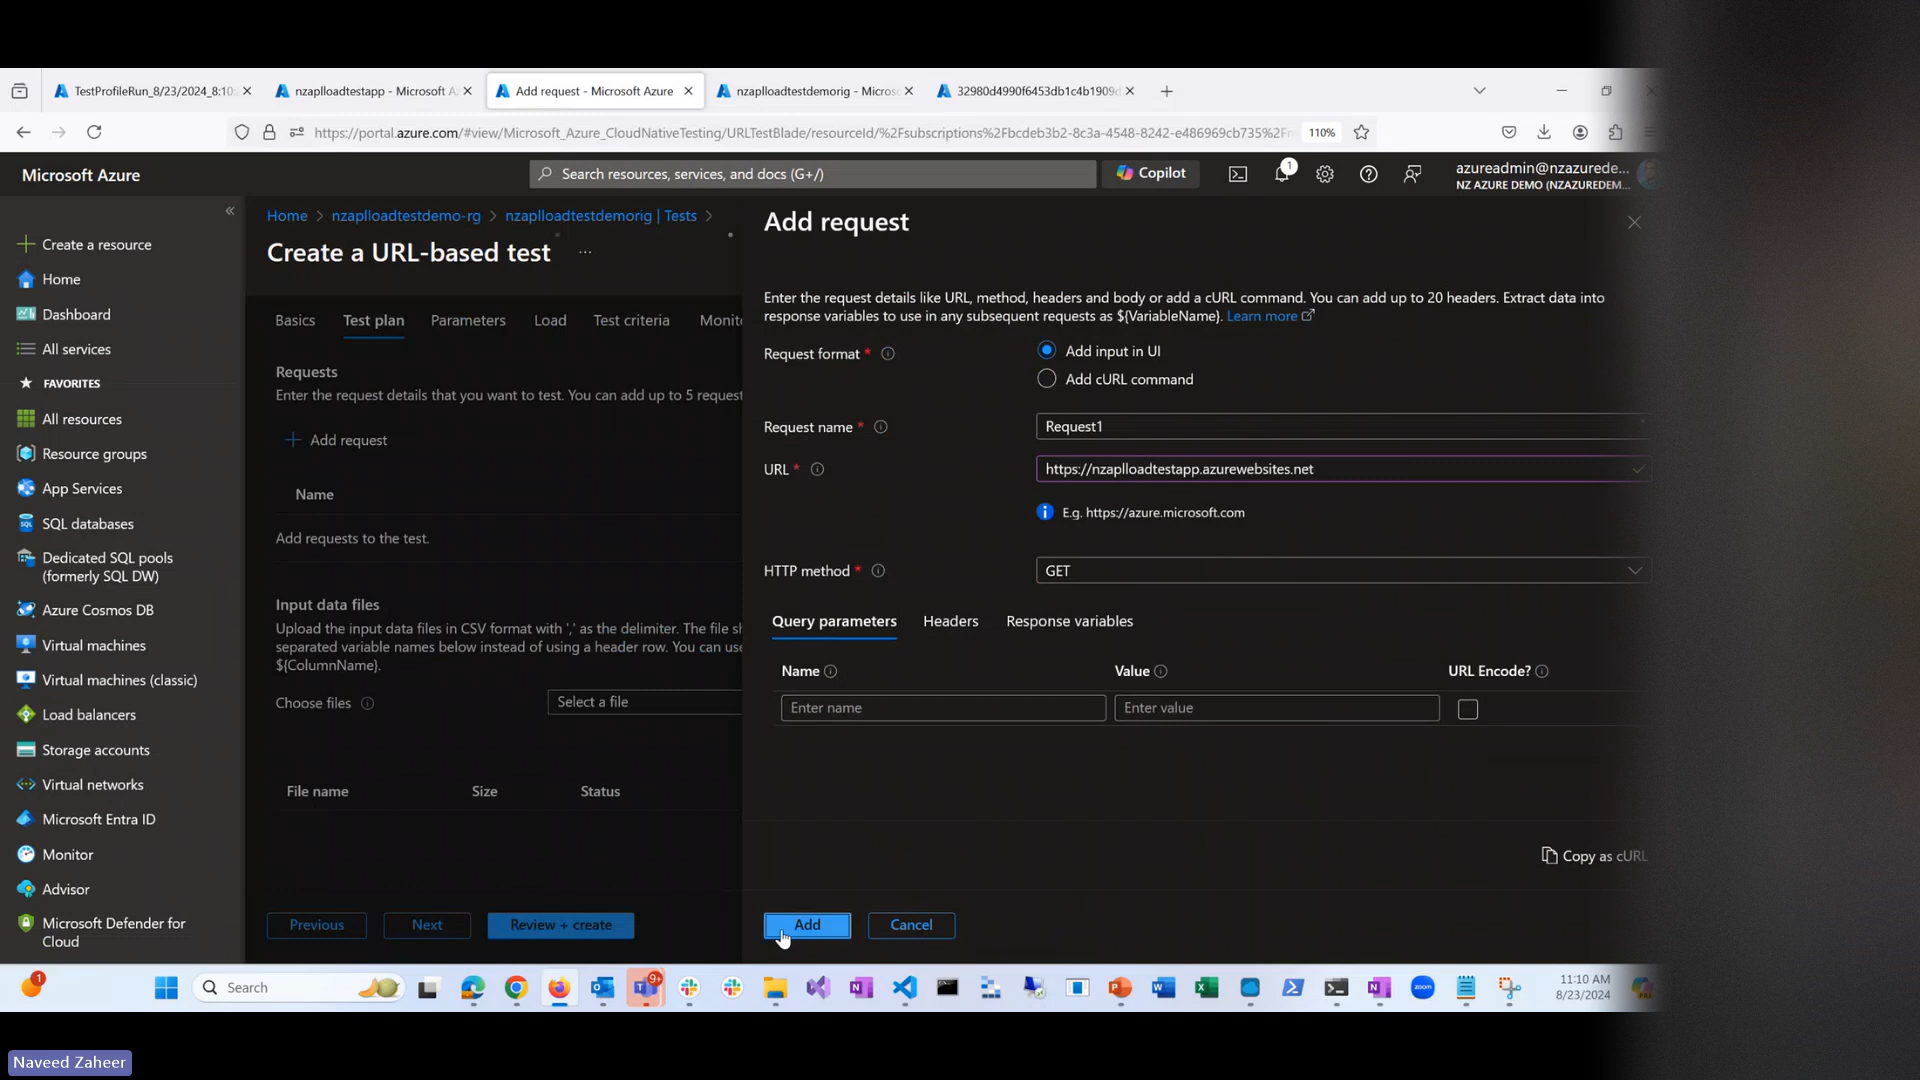 TestProfileRun_8/23/2024_8:10:
nzaplloadtestapp - Microsoft A
Add request - Microsoft Azure
nzaplloadtestdemorig - Micros
32980d4990f6453db1c4b1909d
https://portal.azure.com/#view/Microsoft_Azure_CloudNativeTesting/URLTestBlade/resourceId/%2Fsubscriptions%2Fbcdeb3b2-8c3a-4548-8242-e486969cb735%2Fr
110%
Microsoft Azure
Search resources, services, and docs (G+/)
Copilot
1
azureadmin@nzazurede...
NZ AZURE DEMO (NZAZUREDEM...
Create a resource
Home
Dashboard
All services
FAVORITES
All resources
Resource groups
App Services
SQL databases
Dedicated SQL pools
(formerly SQL DW)
Azure Cosmos DB
Virtual machines
Virtual machines (classic)
Load balancers
Storage accounts
Virtual networks
Microsoft Entra ID
Monitor
Advisor
Microsoft Defender for
Cloud
Home > nzaplloadtestdemo-rg > nzaplloadtestdemorig | Tests >
Create a URL-based test ...
Basics
Test plan
Parameters
Load
Test criteria
Monito
Requests
Enter the request details that you want to test. You can add up to 5 request
Add request
Name
Add requests to the test.
Input data files
Upload the input data files in CSV format with ',' as the delimiter. The file sh
separated variable names below instead of using a header row. You can use
${ColumnName}.
Choose files
Select a file
File name
Size
Status
Previous
Next
Review + create
Add request
Enter the request details like URL, method, headers and body or add a cURL command. You can add up to 20 headers. Extract data into
response variables to use in any subsequent requests as ${VariableName}. Learn more
Request format *
Add input in UI
Add cURL command
Request name *
Request1
URL *
https://nzaplloadtestapp.azurewebsites.net
E.g. https://azure.microsoft.com
HTTP method *
GET
Query parameters
Headers
Response variables
Name
Value
URL Encode?
Enter name
Enter value
Copy as cURL
Add
Cancel
1
Search
9+
zoom
11:10 AM
8/23/2024
Naveed Zaheer